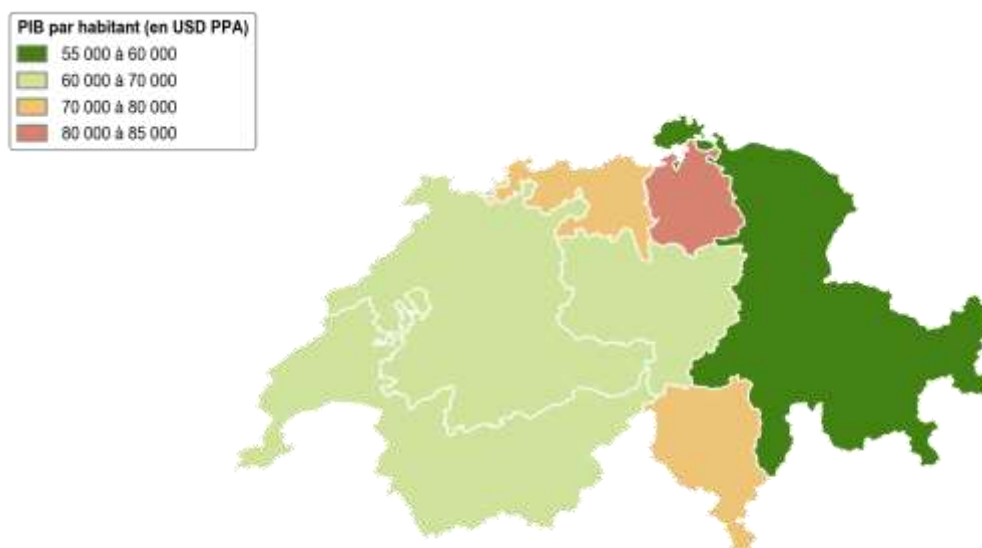 PIB par habitant (en USD PPA)
55 000 à 60 000
60 000 à 70 000
70 000 à 80 000
80 000 à 85 000